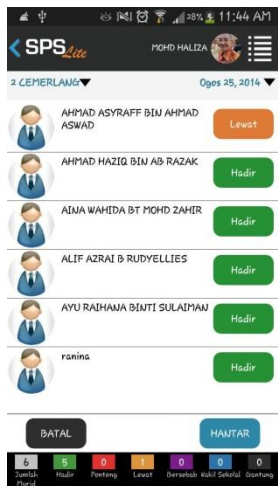 28% 11:44 AM
SPSLite MOHD HALIZA
2 CEMERLANG Ogos 25, 2014
AHMAD ASYRAFF BIN AHMAD
ASWAD
Lewat
AHMAD HAZIQ BIN AB RAZAK
Hadir
AINA WAHIDA BT MOHD ZAHIR
Hadir
ALIF AZRAI B RUDYELLIES
Hadir
AYU RAIHANA BINTI SULAIMAN
Hadir
ranina
Hadir
BATAL HANTAR
6 5 0 1 0 0 0
Jumlah Hadir Ponteng Lewat Bersebab Wakil Sekolah Gantung
Murid